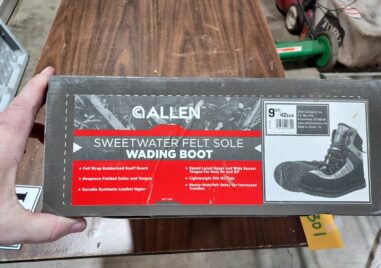 ALLEN
SWEETWATER FELT SOLE
WADING BOOT
• Full Wrap Rubberized Scuff Guard
• Neoprene Padded Collar and Tongue
• Durable Synthetic Leather Upper
• Speed Laced Upper and Wide Gusset
Tongue For Easy On and Off
• Lightweight EVA Mid Sole
• Heavy-Duty Felt Soles for Increased
Traction
9
42
301